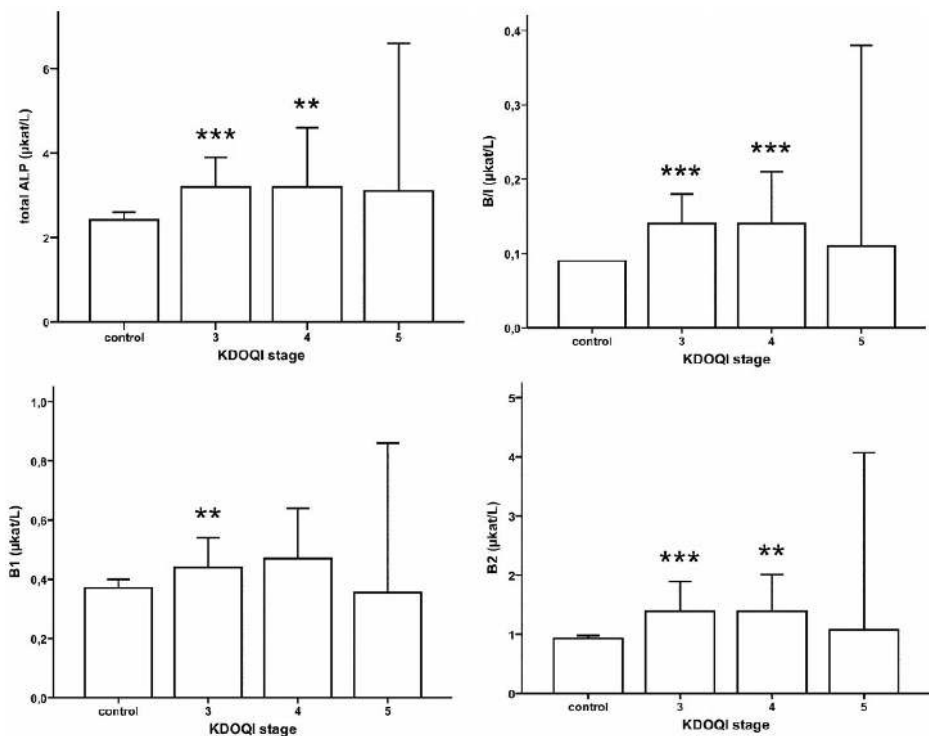 total ALP (µkat/L)
6
4
2
0
***
**
control 3 4 5
KDOQI stage
B/I (µkat/L)
0,4
0,3
0,2
0,1
0,0
***
***
control 3 4 5
KDOQI stage
B1 (µkat/L)
1,0
0,8
0,6
0,4
0,2
0,0
**
control 3 4 5
KDOQI stage
B2 (µkat/L)
5
4
3
2
1
0
***
**
control 3 4 5
KDOQI stage